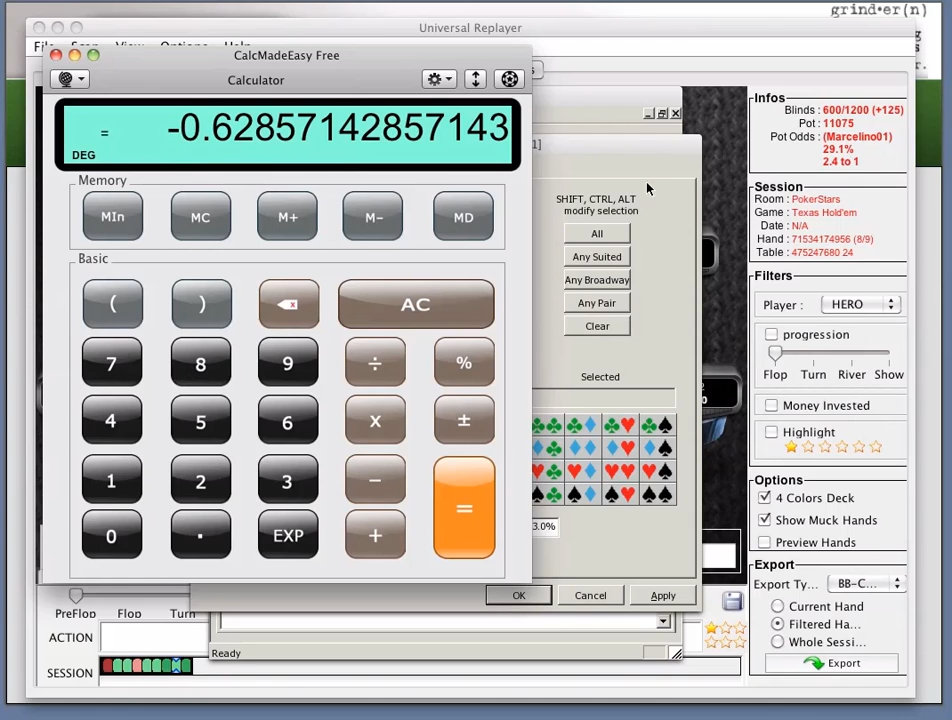 grind•er(n)
Universal Replayer
CalcMadeEasy Free
Calculator
= -0.62857142857143
DEG
Memory
MIn MC M+ M- MD
Basic
( ) AC
7 8 9 ÷ %
4 5 6 x ±
1 2 3 − =
0 . EXP +
SHIFT, CTRL, ALT
modify selection
All
Any Suited
Any Broadway
Any Pair
Clear
Selected
3.0%
OK Cancel Apply
Ready
PreFlop Flop Turn
ACTION
SESSION
Infos
Blinds : 600/1200 (+125)
Pot : 11075
Pot Odds : (Marcelino01)
29.1%
2.4 to 1
Session
Room : PokerStars
Game : Texas Hold'em
Date : N/A
Hand : 71534174956 (8/9)
Table : 475247680 24
Filters
Player : HERO
progression
Flop Turn River Show
Money Invested
Highlight
Options
4 Colors Deck
Show Muck Hands
Preview Hands
Export
Export Ty... BB-C...
Current Hand
Filtered Ha...
Whole Sessi...
Export